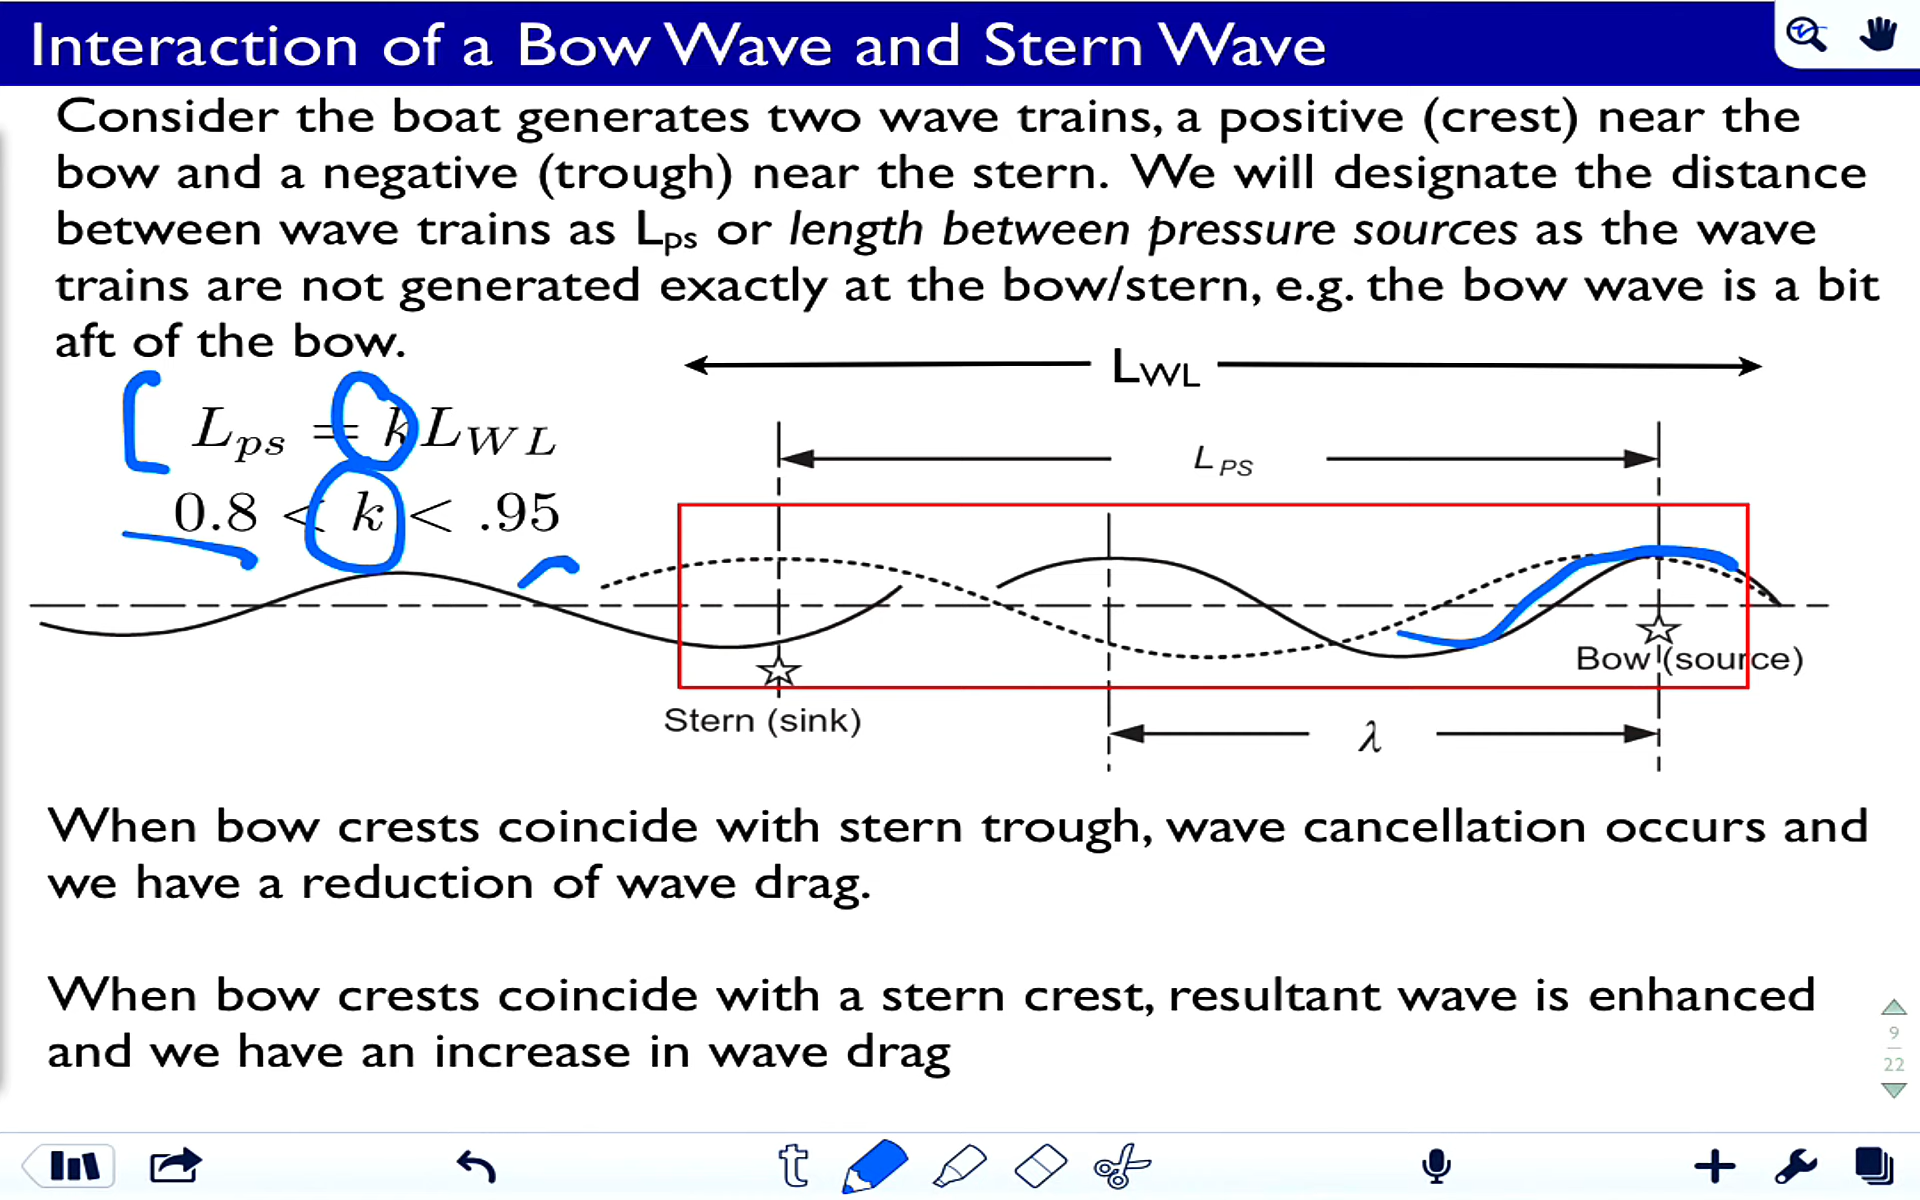 Interaction of a Bow Wave and Stern Wave
Consider the boat generates two wave trains, a positive (crest) near the
bow and a negative (trough) near the stern. We will designate the distance
between wave trains as Lps or length between pressure sources as the wave
trains are not generated exactly at the bow/stern, e.g. the bow wave is a bit
aft of the bow.
LWL
Lps = kLWL
LPS
0.8 < k < .95
Bow (source)
Stern (sink)
λ
When bow crests coincide with stern trough, wave cancellation occurs and
we have a reduction of wave drag.
When bow crests coincide with a stern crest, resultant wave is enhanced
and we have an increase in wave drag
9
22
t